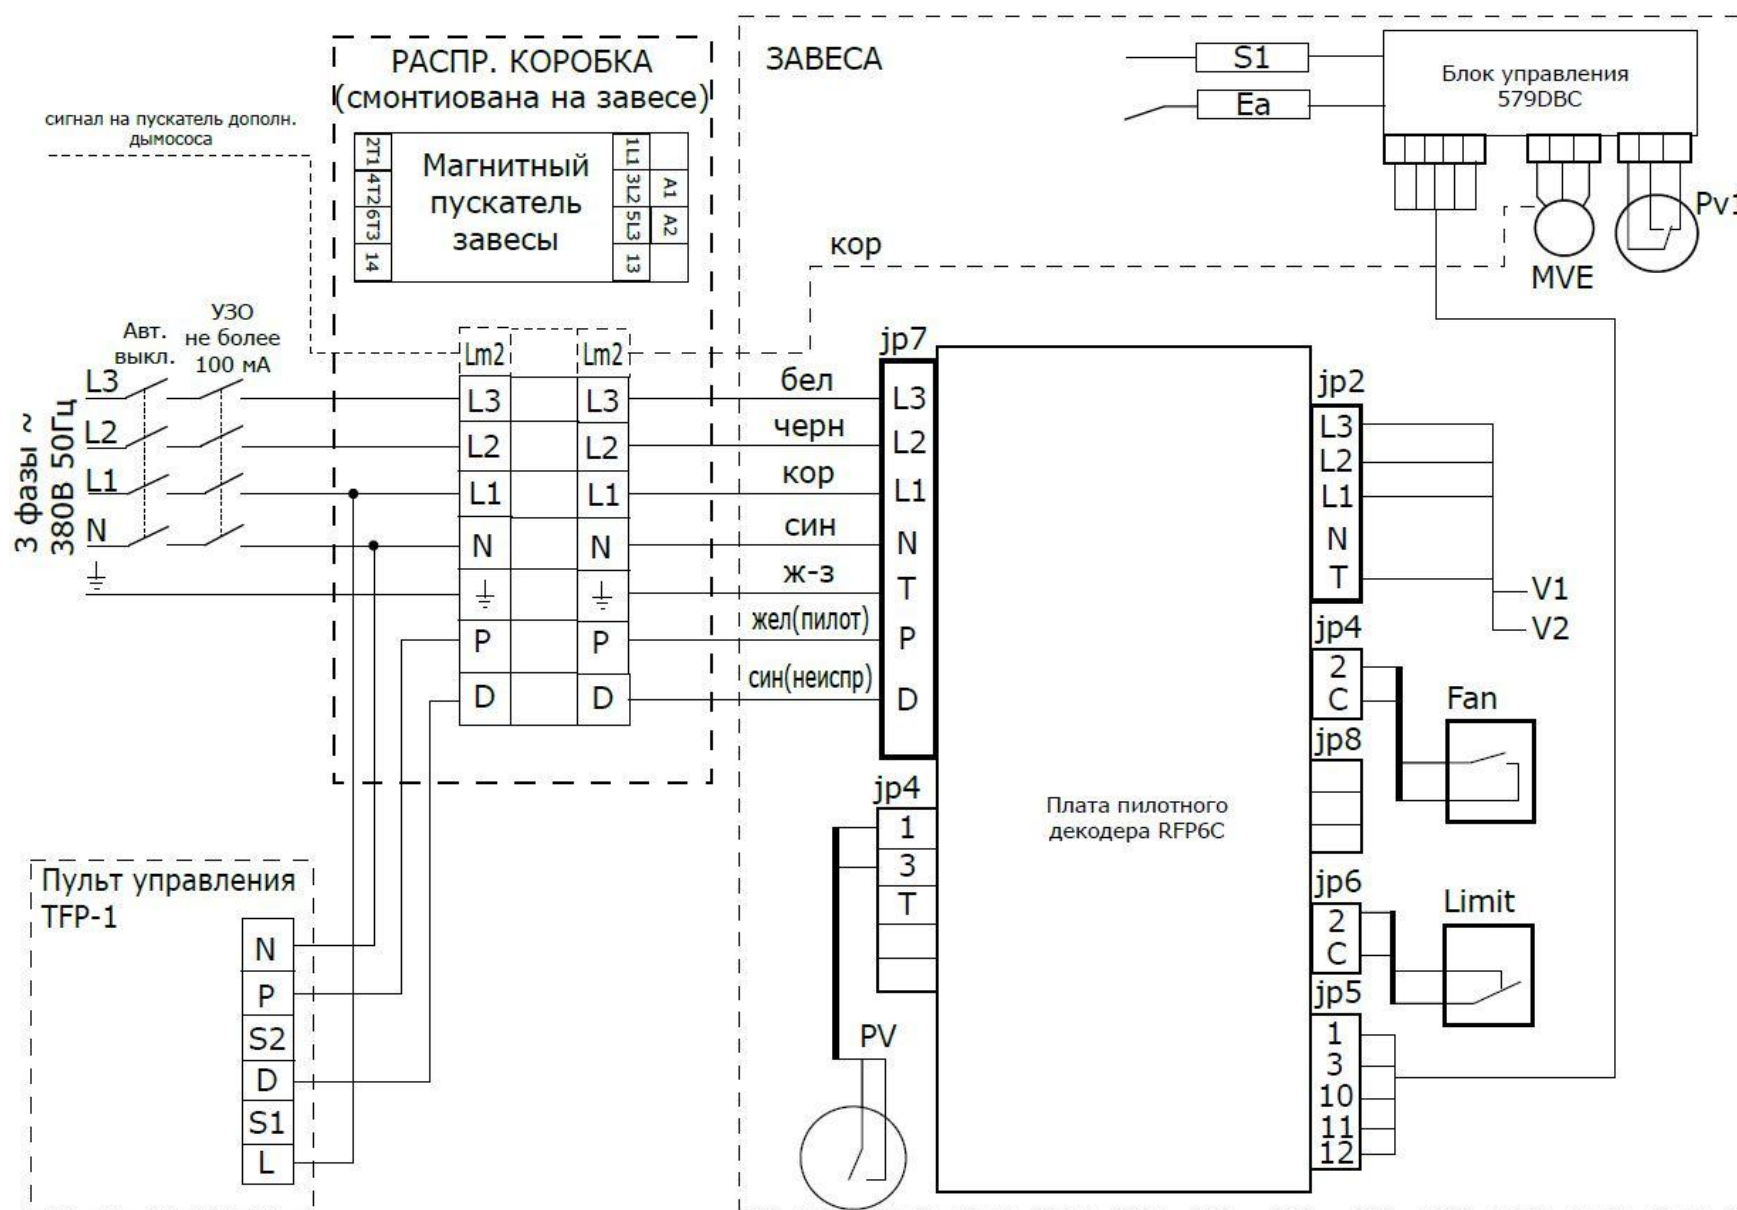 РАСПР. КОРОБКА
(смонтиована на завесе)
сигнал на пускатель дополн.
дымососа
2T1
4T2
6T3
14
Магнитный
пускатель
завесы
1L1
3L2
5L3
13
A1
A2
ЗАВЕСА
S1
Ea
Блок управления
579DBC
Pv1
MVE
кор
Авт.
выкл.
УЗО
не более
100 мА
3 фазы ~
380В 50Гц
L3
L2
L1
N
Lm2
L3
L2
L1
N
P
D
Lm2
L3
L2
L1
N
P
D
бел
черн
кор
син
ж-з
жел(пилот)
син(неиспр)
jp7
L3
L2
L1
N
T
P
D
jp4
1
3
T
PV
Плата пилотного
декодера RFP6C
jp2
L3
L2
L1
N
T
V1
V2
jp4
2
C
Fan
jp8
jp6
2
C
Limit
jp5
1
3
10
11
12
Пульт управления
TFP-1
N
P
S2
D
S1
L